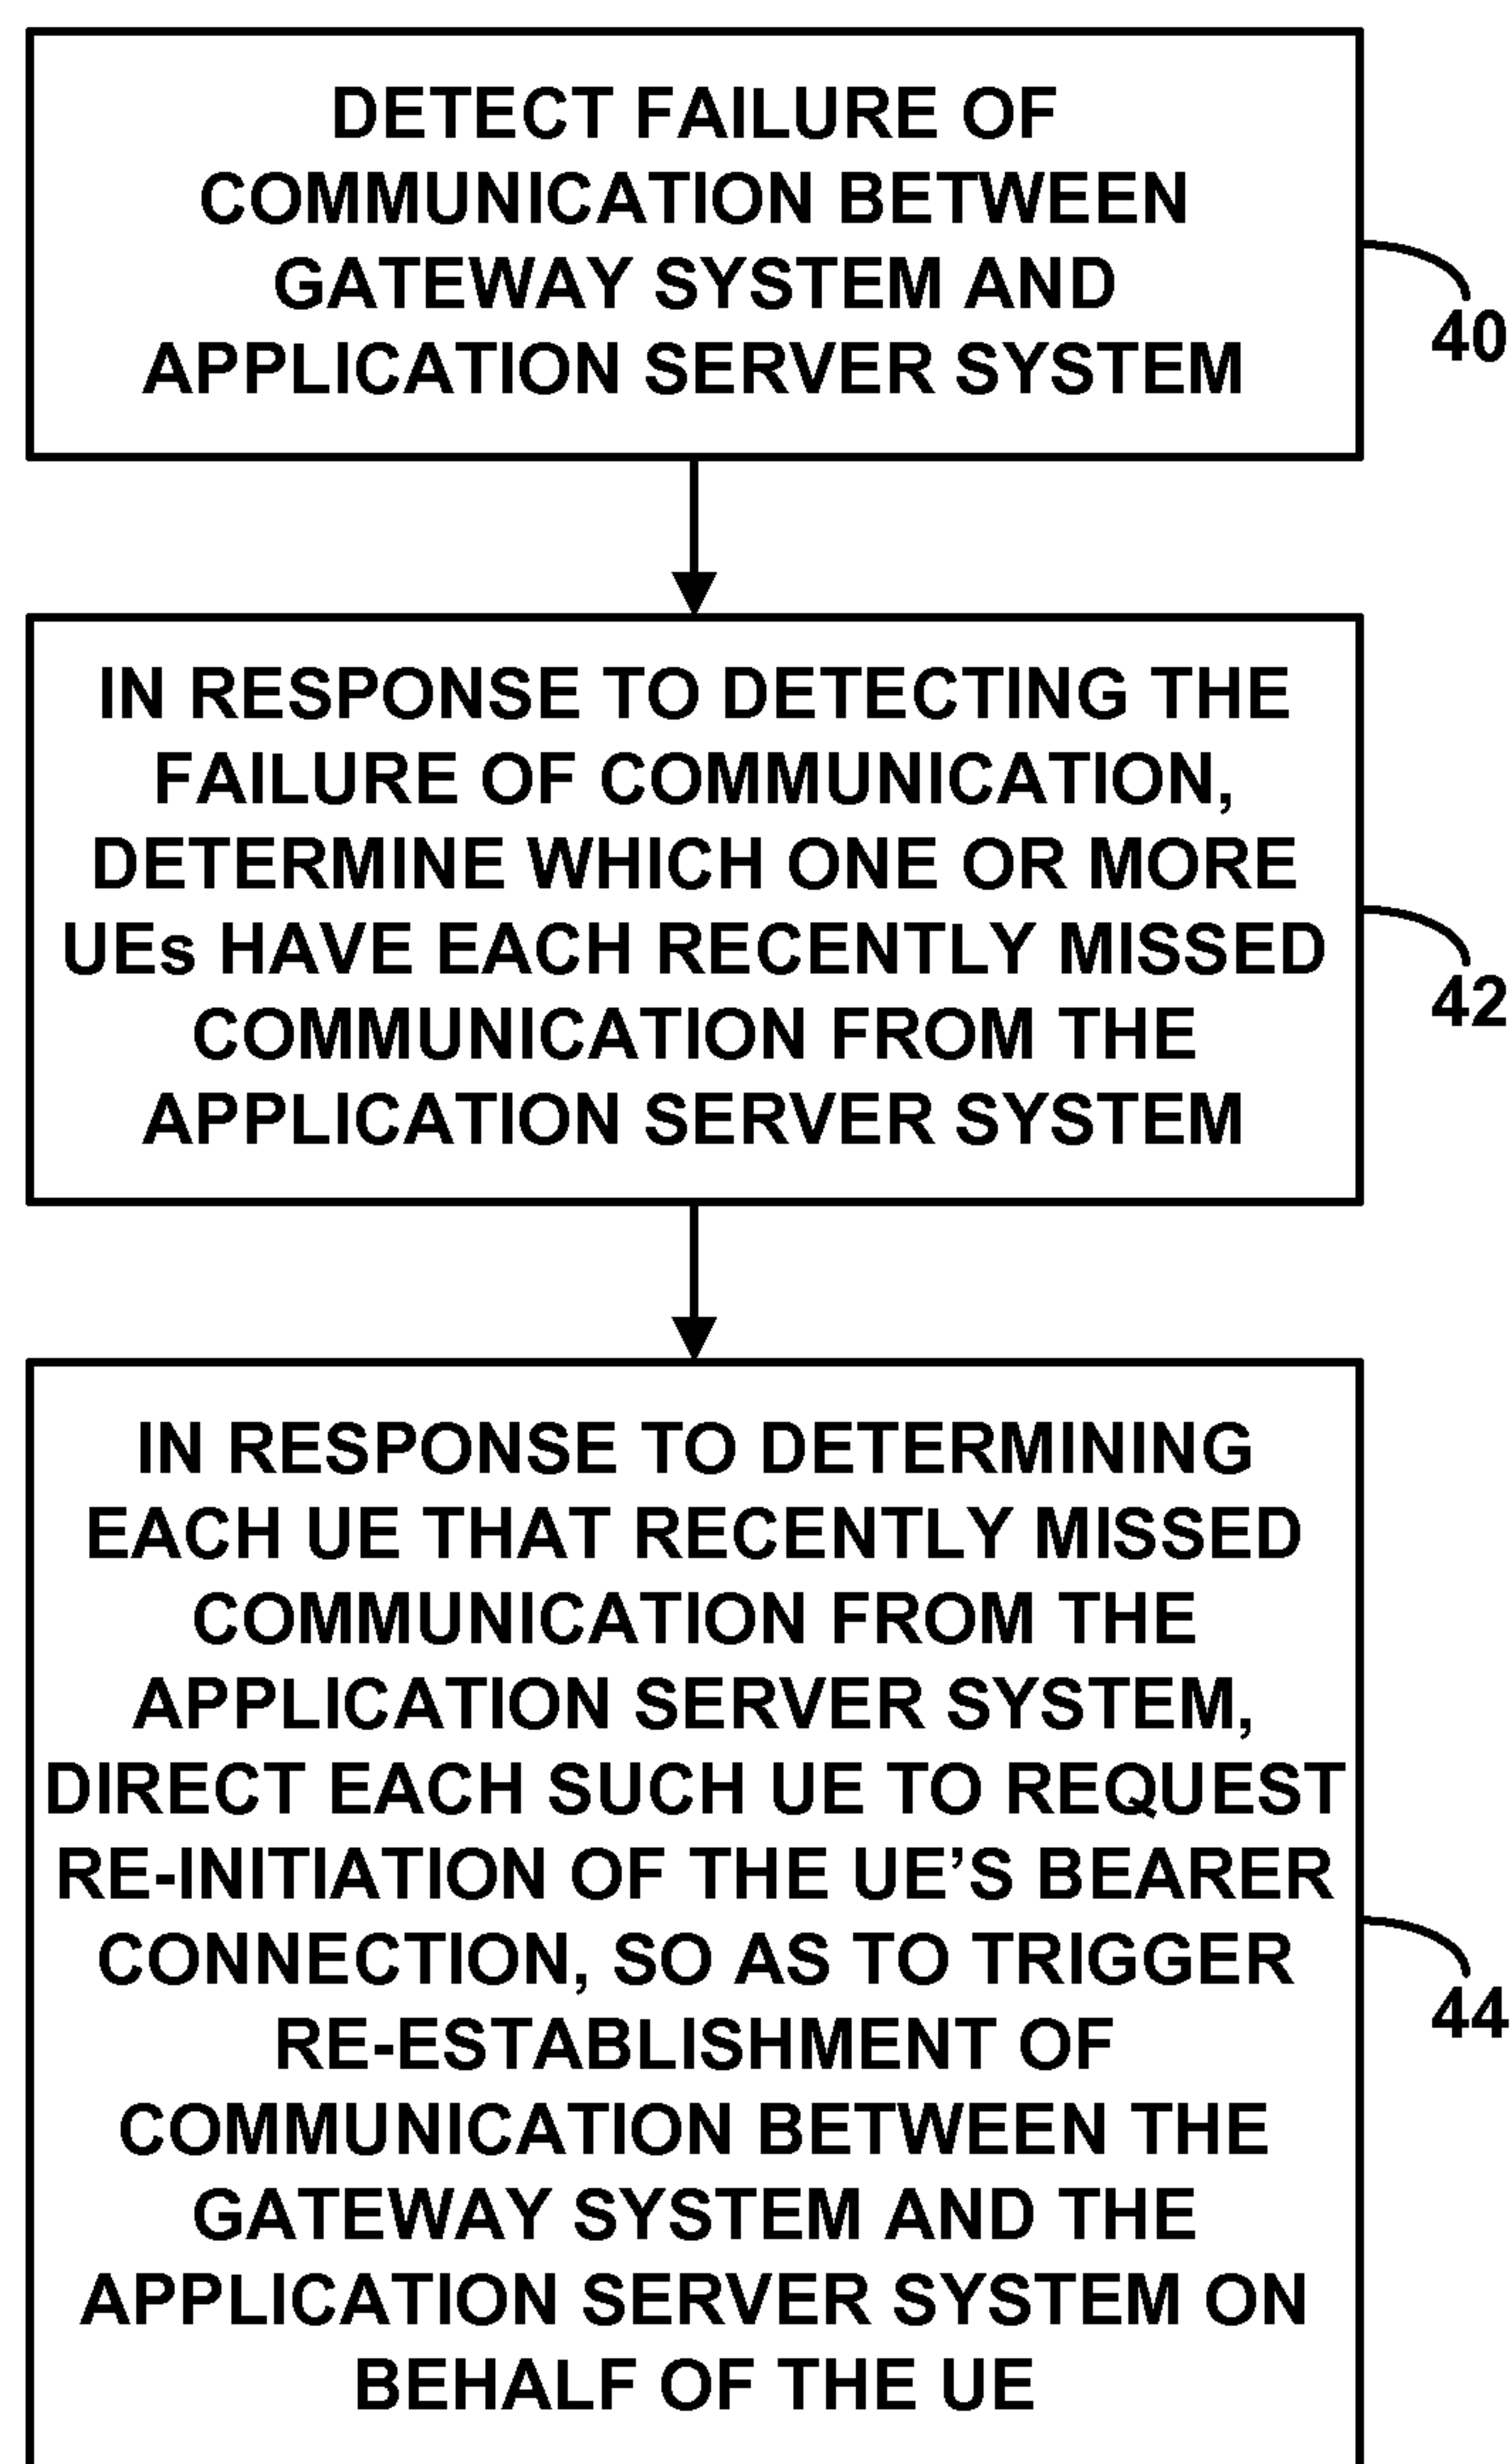 DETECT FAILURE OF
COMMUNICATION BETWEEN
GATEWAY SYSTEM AND
APPLICATION SERVER SYSTEM
40
IN RESPONSE TO DETECTING THE
FAILURE OF COMMUNICATION,
DETERMINE WHICH ONE OR MORE
UEs HAVE EACH RECENTLY MISSED
COMMUNICATION FROM THE
APPLICATION SERVER SYSTEM
42
IN RESPONSE TO DETERMINING
EACH UE THAT RECENTLY MISSED
COMMUNICATION FROM THE
APPLICATION SERVER SYSTEM,
DIRECT EACH SUCH UE TO REQUEST
RE-INITIATION OF THE UE’S BEARER
CONNECTION, SO AS TO TRIGGER
RE-ESTABLISHMENT OF
COMMUNICATION BETWEEN THE
GATEWAY SYSTEM AND THE
APPLICATION SERVER SYSTEM ON
BEHALF OF THE UE
44